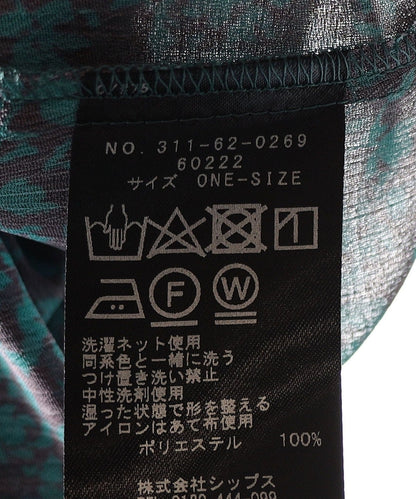 NO. 311-62-0269
60222
サイズ ONE-SIZE
F W
洗濯ネット使用
同系色と一緒に洗う
つけ置き洗い禁止
中性洗剤使用
湿った状態で形を整える
アイロンはあて布使用
ポリエステル 100%
株式会社シップス